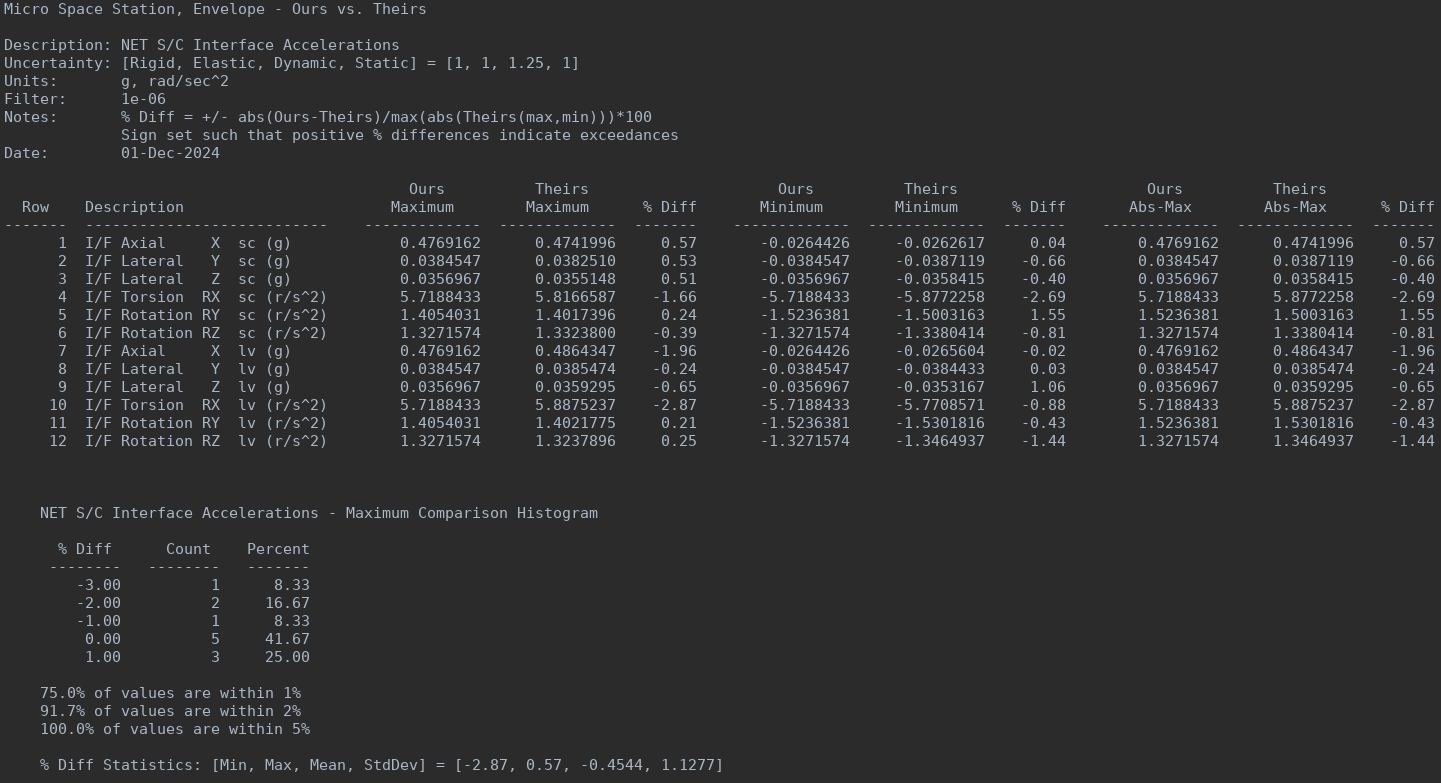 Micro Space Station, Envelope - Ours vs. Theirs

Description: NET S/C Interface Accelerations
Uncertainty: [Rigid, Elastic, Dynamic, Static] = [1, 1, 1.25, 1]
Units:       g, rad/sec^2
Filter:      1e-06
Notes:       % Diff = +/- abs(Ours-Theirs)/max(abs(Theirs(max,min)))*100
             Sign set such that positive % differences indicate exceedances
Date:        01-Dec-2024

                                             Ours          Theirs                     Ours          Theirs                     Ours          Theirs
  Row    Description                       Maximum        Maximum      % Diff       Minimum        Minimum      % Diff       Abs-Max        Abs-Max      % Diff
-------  ---------------------------    -------------  -------------  -------    -------------  -------------  -------    -------------  -------------  -------
      1  I/F Axial     X  sc (g)            0.4769162      0.4741996     0.57       -0.0264426     -0.0262617     0.04        0.4769162      0.4741996     0.57
      2  I/F Lateral   Y  sc (g)            0.0384547      0.0382510     0.53       -0.0384547     -0.0387119    -0.66        0.0384547      0.0387119    -0.66
      3  I/F Lateral   Z  sc (g)            0.0356967      0.0355148     0.51       -0.0356967     -0.0358415    -0.40        0.0356967      0.0358415    -0.40
      4  I/F Torsion  RX  sc (r/s^2)        5.7188433      5.8166587    -1.66       -5.7188433     -5.8772258    -2.69        5.7188433      5.8772258    -2.69
      5  I/F Rotation RY  sc (r/s^2)        1.4054031      1.4017396     0.24       -1.5236381     -1.5003163     1.55        1.5236381      1.5003163     1.55
      6  I/F Rotation RZ  sc (r/s^2)        1.3271574      1.3323800    -0.39       -1.3271574     -1.3380414    -0.81        1.3271574      1.3380414    -0.81
      7  I/F Axial     X  lv (g)            0.4769162      0.4864347    -1.96       -0.0264426     -0.0265604    -0.02        0.4769162      0.4864347    -1.96
      8  I/F Lateral   Y  lv (g)            0.0384547      0.0385474    -0.24       -0.0384547     -0.0384433     0.03        0.0384547      0.0385474    -0.24
      9  I/F Lateral   Z  lv (g)            0.0356967      0.0359295    -0.65       -0.0356967     -0.0353167     1.06        0.0356967      0.0359295    -0.65
     10  I/F Torsion  RX  lv (r/s^2)        5.7188433      5.8875237    -2.87       -5.7188433     -5.7708571    -0.88        5.7188433      5.8875237    -2.87
     11  I/F Rotation RY  lv (r/s^2)        1.4054031      1.4021775     0.21       -1.5236381     -1.5301816    -0.43        1.5236381      1.5301816    -0.43
     12  I/F Rotation RZ  lv (r/s^2)        1.3271574      1.3237896     0.25       -1.3271574     -1.3464937    -1.44        1.3271574      1.3464937    -1.44

    NET S/C Interface Accelerations - Maximum Comparison Histogram

      % Diff      Count    Percent
     --------   --------   -------
        -3.00          1      8.33
        -2.00          2     16.67
        -1.00          1      8.33
         0.00          5     41.67
         1.00          3     25.00

    75.0% of values are within 1%
    91.7% of values are within 2%
    100.0% of values are within 5%

    % Diff Statistics: [Min, Max, Mean, StdDev] = [-2.87, 0.57, -0.4544, 1.1277]